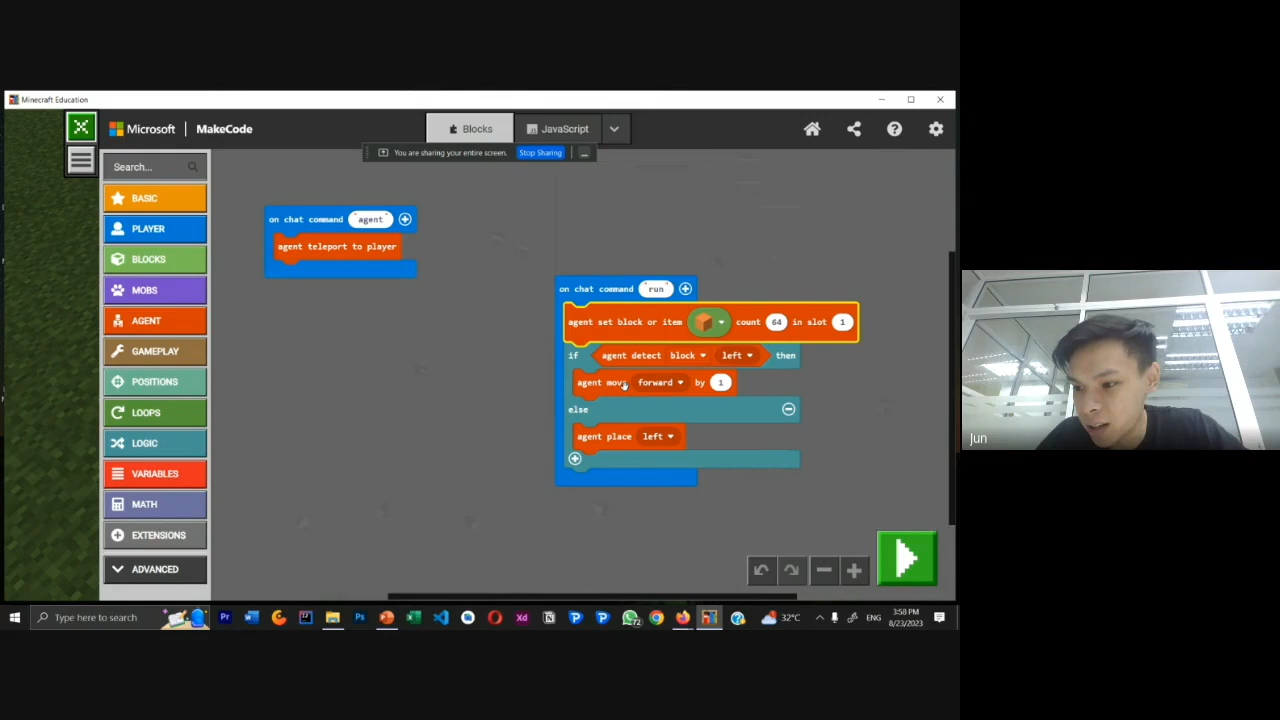 Minecraft Education
Microsoft | MakeCode
Blocks
JavaScript
You are sharing your entire screen.
Stop Sharing
Search...
BASIC
PLAYER
BLOCKS
MOBS
AGENT
GAMEPLAY
POSITIONS
LOOPS
LOGIC
VARIABLES
MATH
EXTENSIONS
ADVANCED
on chat command "agent"
agent teleport to player
on chat command "run"
agent set block or item count 64 in slot 1
if agent detect block left then
agent move forward by 1
else
agent place left
Jun
Type here to search
72
32°C
ENG
3:58 PM
8/23/2023